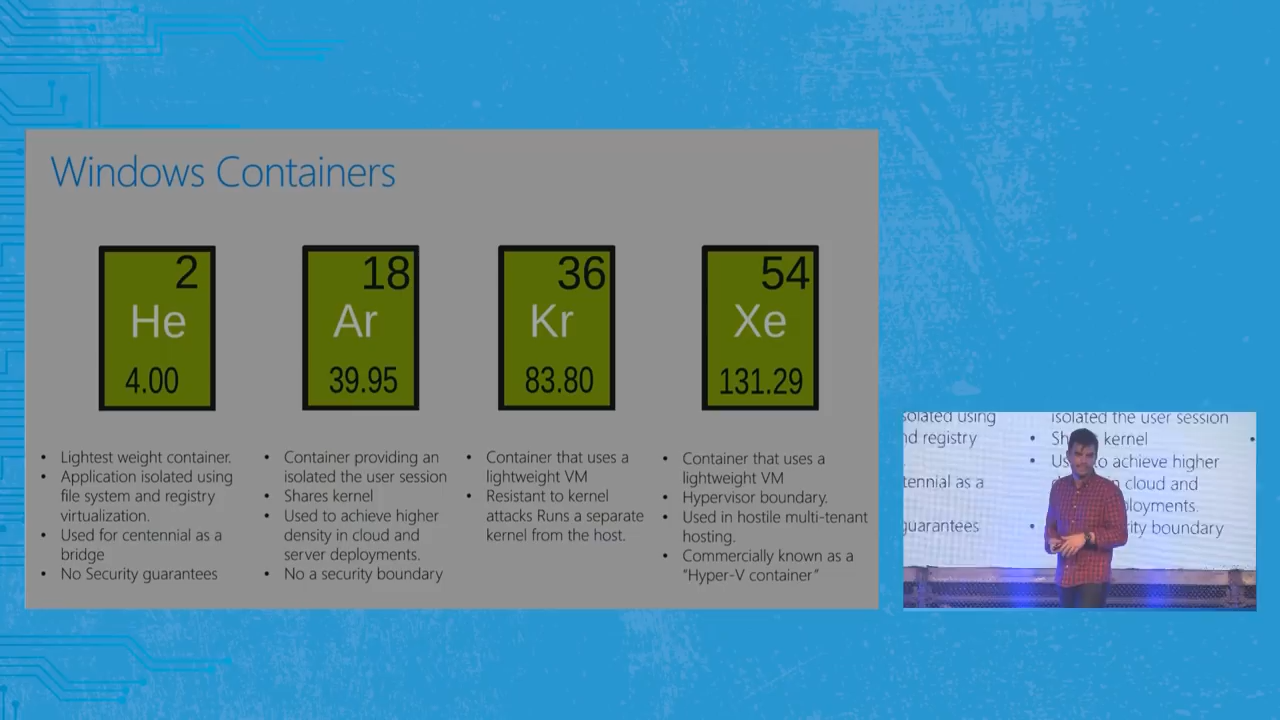 Windows Containers
2
He
4.00
18
Ar
39.95
36
Kr
83.80
54
Xe
131.29
• Lightest weight container.
• Application isolated using
file system and registry
virtualization.
• Used for centennial as a
bridge
• No Security guarantees
• Container providing an
isolated the user session
• Shares kernel
• Used to achieve higher
density in cloud and
server deployments.
• No a security boundary
• Container that uses a
lightweight VM
• Resistant to kernel
attacks Runs a separate
kernel from the host.
• Container that uses a
lightweight VM
• Hypervisor boundary.
• Used in hostile multi-tenant
hosting.
• Commercially known as a
“Hyper-V container”
using
registry
as a
guarantees
isolated the user session
• kernel
• to achieve higher
cloud and
• boundary
•